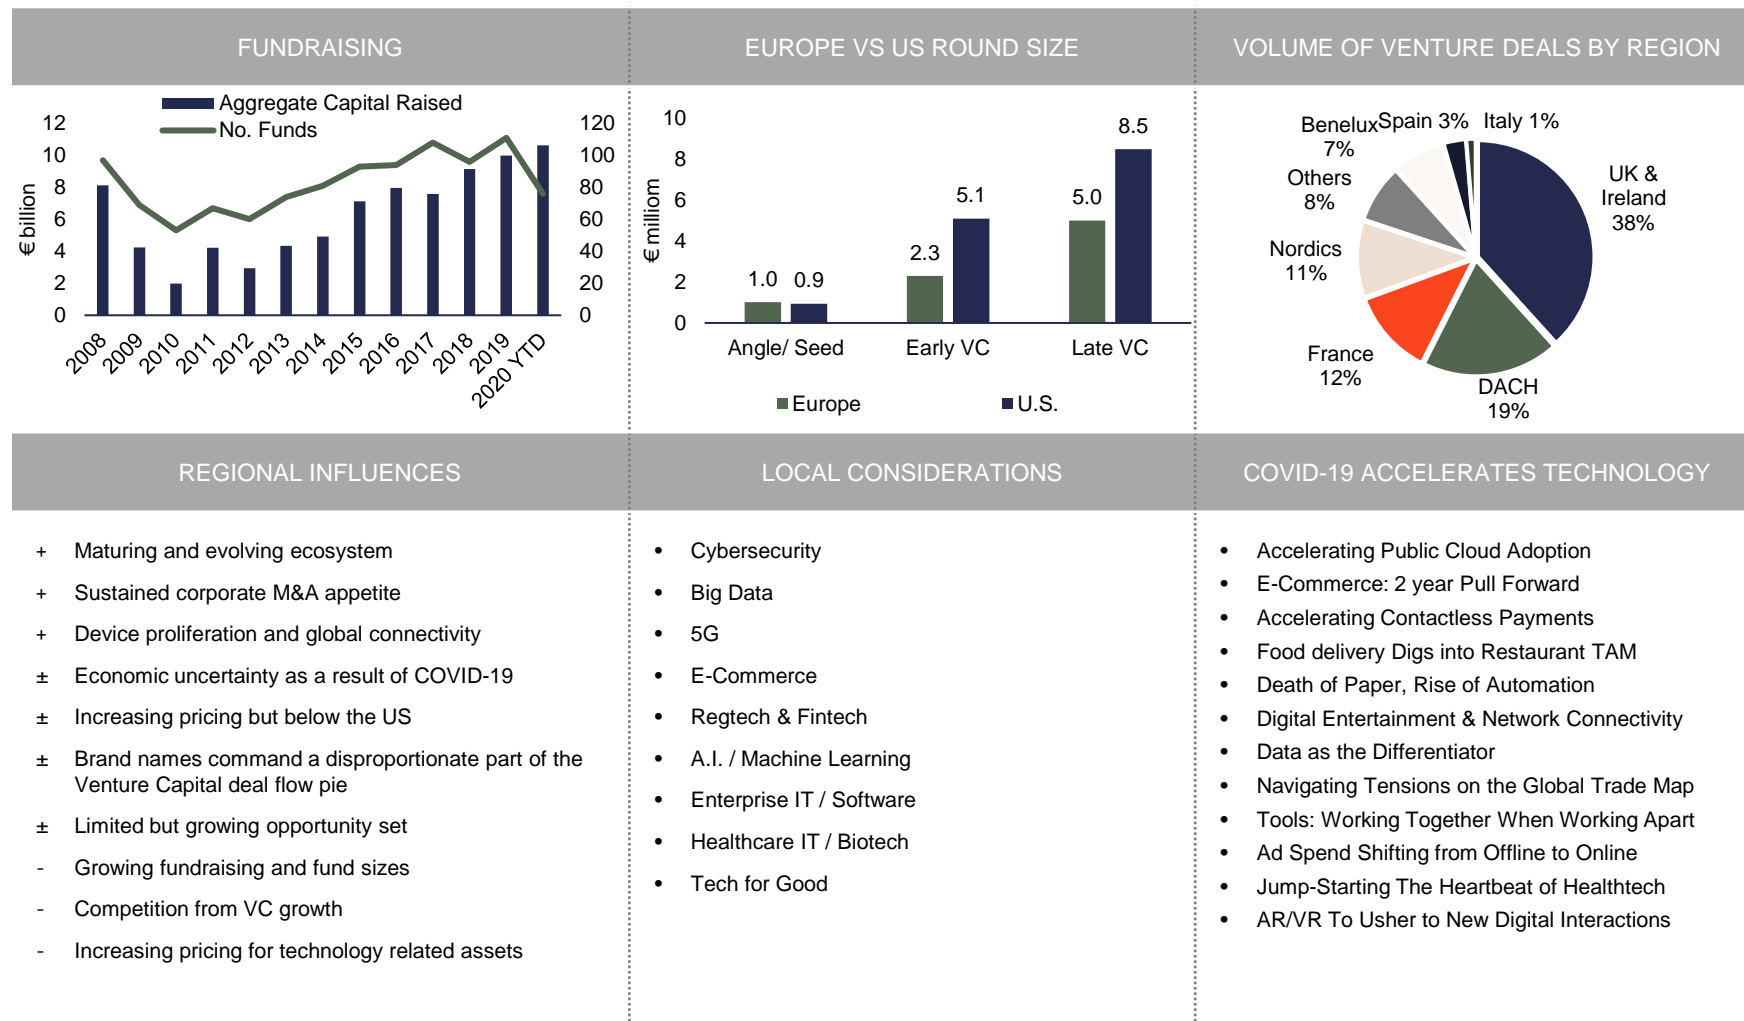 FUNDRAISING
Aggregate Capital Raised
No. Funds
€ billion
12
10
8
6
4
2
0
120
100
80
60
40
20
0
2008
2009
2010
2011
2012
2013
2014
2015
2016
2017
2018
2019
2020 YTD
EUROPE VS US ROUND SIZE
€ million
10
8
6
4
2
0
1.0
0.9
2.3
5.1
5.0
8.5
Angle/ Seed
Early VC
Late VC
Europe
U.S.
VOLUME OF VENTURE DEALS BY REGION
Benelux
7%
Spain 3%
Italy 1%
UK &
Ireland
38%
Others
8%
Nordics
11%
France
12%
DACH
19%
REGIONAL INFLUENCES
+ Maturing and evolving ecosystem
+ Sustained corporate M&A appetite
+ Device proliferation and global connectivity
± Economic uncertainty as a result of COVID-19
± Increasing pricing but below the US
± Brand names command a disproportionate part of the
Venture Capital deal flow pie
± Limited but growing opportunity set
- Growing fundraising and fund sizes
- Competition from VC growth
- Increasing pricing for technology related assets
LOCAL CONSIDERATIONS
• Cybersecurity
• Big Data
• 5G
• E-Commerce
• Regtech & Fintech
• A.I. / Machine Learning
• Enterprise IT / Software
• Healthcare IT / Biotech
• Tech for Good
COVID-19 ACCELERATES TECHNOLOGY
• Accelerating Public Cloud Adoption
• E-Commerce: 2 year Pull Forward
• Accelerating Contactless Payments
• Food delivery Digs into Restaurant TAM
• Death of Paper, Rise of Automation
• Digital Entertainment & Network Connectivity
• Data as the Differentiator
• Navigating Tensions on the Global Trade Map
• Tools: Working Together When Working Apart
• Ad Spend Shifting from Offline to Online
• Jump-Starting The Heartbeat of Healthtech
• AR/VR To Usher to New Digital Interactions